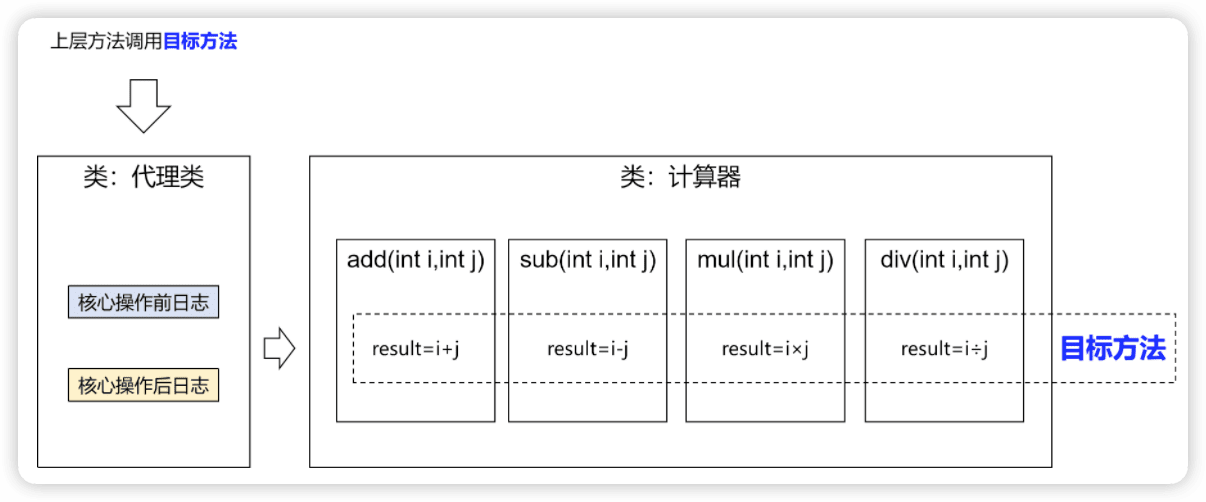 上层方法调用目标方法
类：代理类
核心操作前日志
核心操作后日志
类：计算器
add(int i,int j)
sub(int i,int j)
mul(int i,int j)
div(int i,int j)
result=i+j
result=i-j
result=i×j
result=i÷j
目标方法